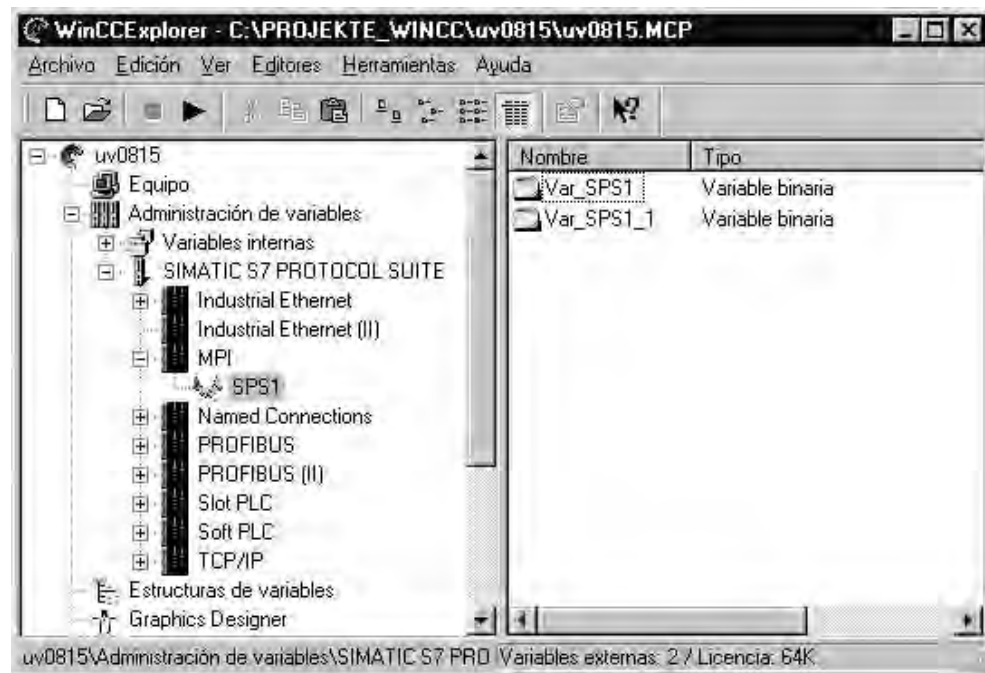 WinCCExplorer - C:\PROJEKTE_WINCC\uv0815\uv0815.MCP
Archivo Edición Ver Editores Herramientas Ayuda
uv0815
Equipo
Administración de variables
Variables internas
SIMATIC S7 PROTOCOL SUITE
Industrial Ethernet
Industrial Ethernet (II)
MPI
SPS1
Named Connections
PROFIBUS
PROFIBUS (II)
Slot PLC
Soft PLC
TCP/IP
Estructuras de variables
Graphics Designer
Nombre Tipo
Var_SPS1 Variable binaria
Var_SPS1_1 Variable binaria
uv0815\Administración de variables\SIMATIC S7 PRO Variables externas: 2 / Licencia: 64K